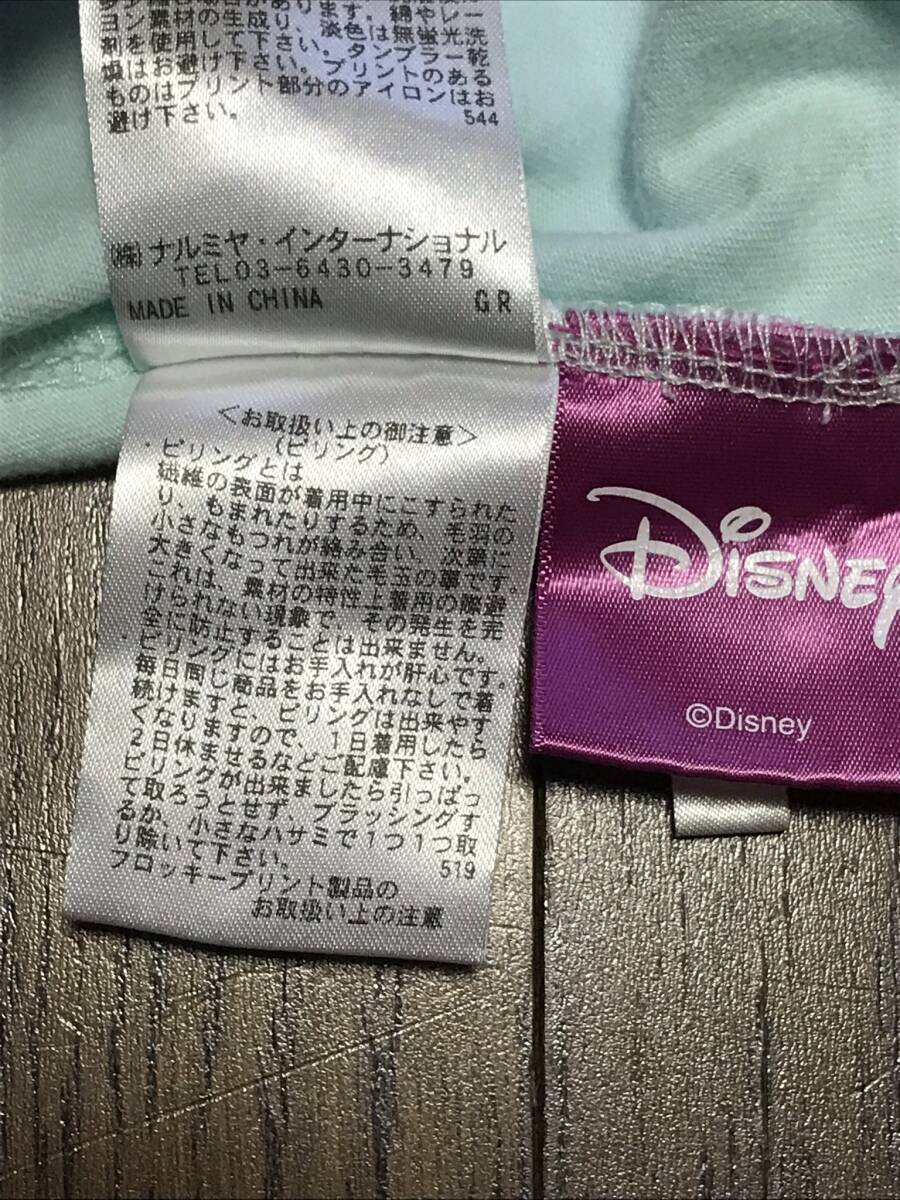 ヨン素材の生成り、淡色は無蛍光洗
剤を使用して下さい。タンブラー乾
燥はお避け下さい。プリントのある
ものはプリント部分のアイロンはお
避け下さい。
544
(株)ナルミヤ・インターナショナル
TEL03-6430-3479
MADE IN CHINA GR
<お取扱い上の御注意>
(ピリング)
・ピリングとは
繊維の表面が着用中にこすられた
り、もまれたりするため、毛羽の
小さなもつれが絡み合い、次第に
大きくなって出来た毛玉の事です。
これは、素材の特性上着用の際避
けられない現象で、その発生を完
全に防止することは出来ません。
・ピリングにはお手入れが肝心です。
毎日同じ商品をお手入れなしで着
続けますと、ピリングは出来やす
くなりますので、1日着用したら
2日休ませるなど、ご配慮下さい。
ピリングが出来ましたら引っぱっ
て取ろうとせず、ブラッシングす
るか、小さなハサミで1つ1つ取
り除いて下さい。
519
フロッキープリント製品の
お取扱い上の注意
DISNEY
©Disney